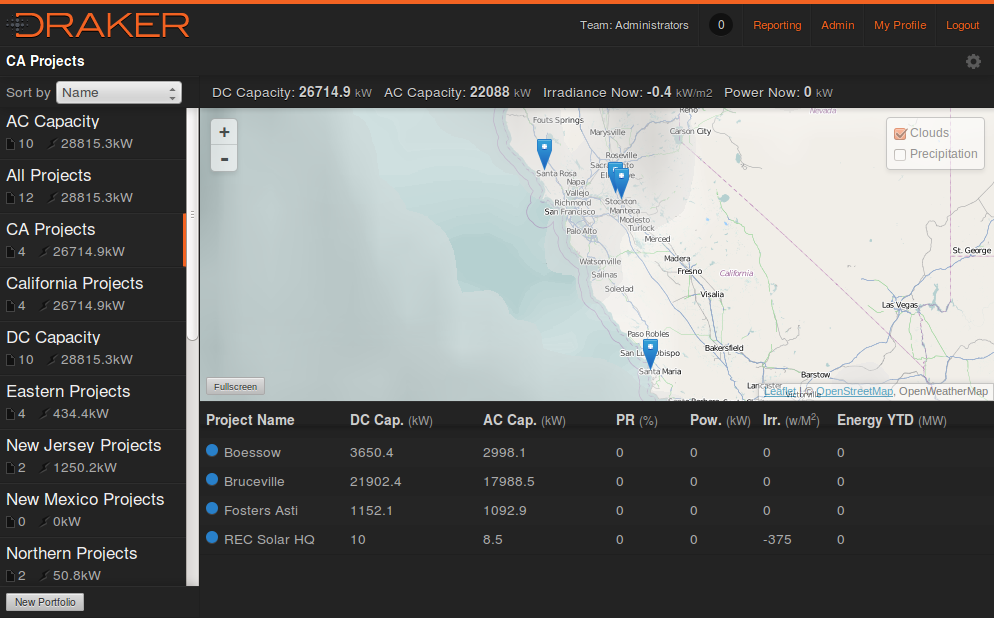 DRAKER
Team: Administrators 0 Reporting Admin My Profile Logout
CA Projects
Sort by Name
DC Capacity: 26714.9 kW AC Capacity: 22088 kW Irradiance Now: -0.4 kW/m2 Power Now: 0 kW
AC Capacity
10 28815.3kW
All Projects
12 28815.3kW
CA Projects
4 26714.9kW
California Projects
4 26714.9kW
DC Capacity
10 28815.3kW
Eastern Projects
4 434.4kW
New Jersey Projects
2 1250.2kW
New Mexico Projects
0 0kW
Northern Projects
2 50.8kW
New Portfolio
+
-
Clouds
Precipitation
Reno
Nevada
Fouts Springs
Marysville
Carson City
Roseville
Santa Rosa
Napa
Vallejo
Richmond
San Francisco
Stockton
Manteca
Modesto
Turlock
Palo Alto
Merced
Watsonville
Salinas
Soledad
Madera
Fresno
California
Visalia
St. George
Las Vegas
Paso Robles
Bakersfield
Santa Maria
Barstow
Lancaster
Fullscreen
Leaflet | © OpenStreetMap, OpenWeatherMap
Project Name DC Cap. (kW) AC Cap. (kW) PR (%) Pow. (kW) Irr. (w/M2) Energy YTD (MW)
Boessow 3650.4 2998.1 0 0 0 0
Bruceville 21902.4 17988.5 0 0 0 0
Fosters Asti 1152.1 1092.9 0 0 0 0
REC Solar HQ 10 8.5 0 0 -375 0